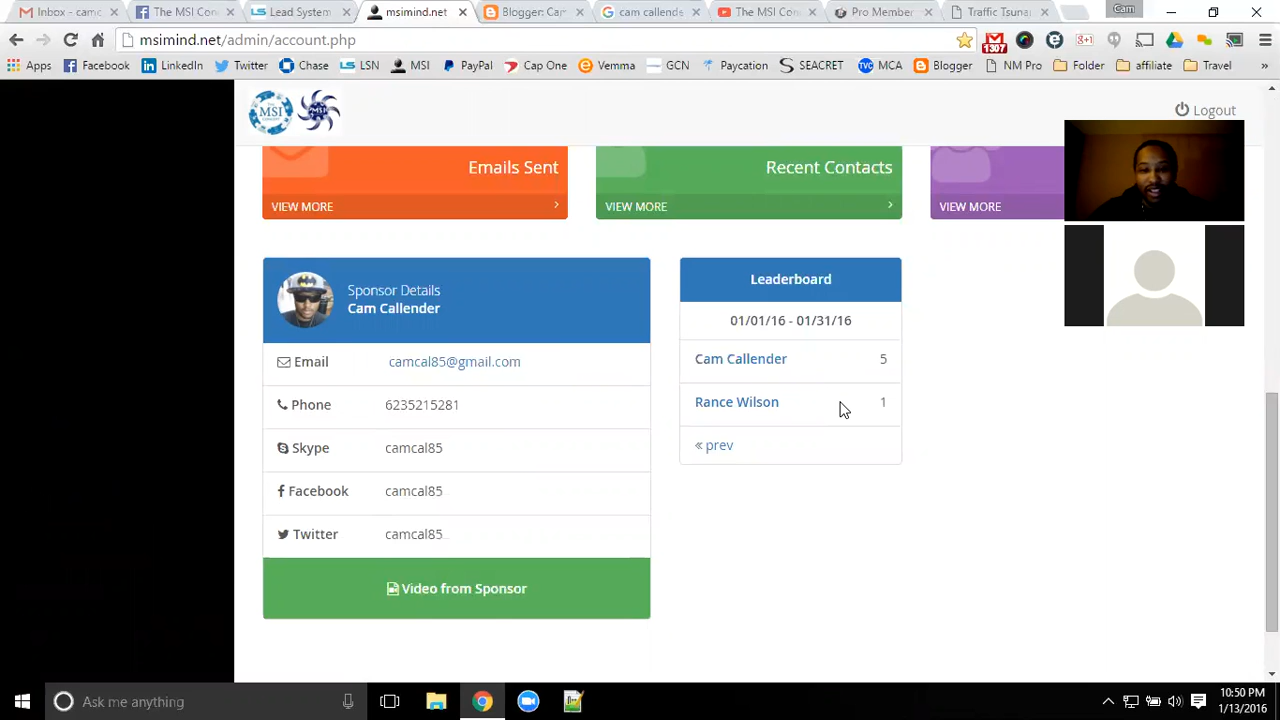 Inbox - camc
The MSI Con
Lead System
msimind.net
Blogger: Cam
cam callende
The MSI Con
Pro Member
Traffic Tsuna
Cam
msimind.net/admin/account.php
1307
Apps Facebook LinkedIn Twitter Chase LSN MSI PayPal Cap One Vemma GCN Paycation SEACRET MCA Blogger NM Pro Folder affiliate Travel
MSI
Logout
Emails Sent
VIEW MORE
Recent Contacts
VIEW MORE
VIEW MORE
Sponsor Details
Cam Callender
Email camcal85@gmail.com
Phone 6235215281
Skype camcal85
Facebook camcal85
Twitter camcal85
Video from Sponsor
Leaderboard
01/01/16 - 01/31/16
Cam Callender 5
Rance Wilson 1
« prev
Ask me anything
10:50 PM
1/13/2016